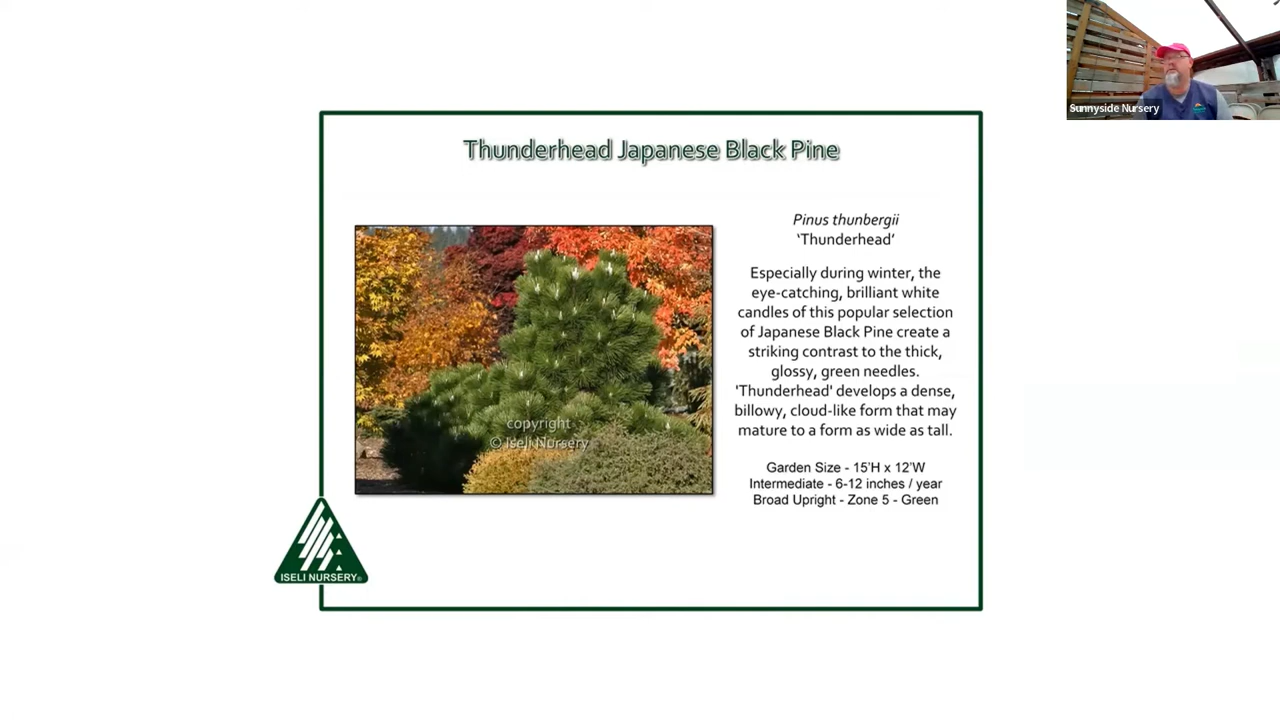 Sunnyside Nursery
Thunderhead Japanese Black Pine
Pinus thunbergii
‘Thunderhead’
Especially during winter, the
eye-catching, brilliant white
candles of this popular selection
of Japanese Black Pine create a
striking contrast to the thick,
glossy, green needles.
'Thunderhead' develops a dense,
billowy, cloud-like form that may
mature to a form as wide as tall.
Garden Size - 15’H x 12’W
Intermediate - 6-12 inches / year
Broad Upright - Zone 5 - Green
copyright
© Iseli Nursery
ISELI NURSERY®